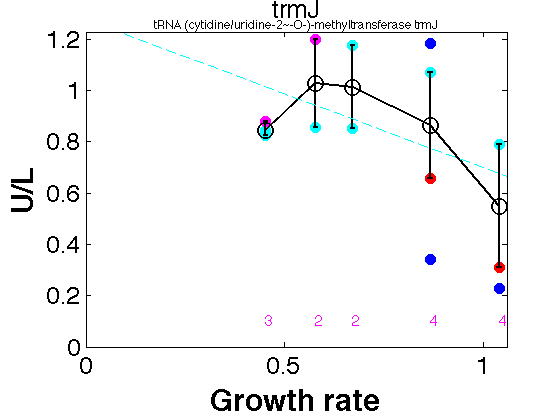 trmJ
tRNA (cytidine/uridine-2~-O-)-methyltransferase trmJ
1.2
1
0.8
0.6
0.4
0.2
0
U/L
3 2 2 4 4
0 0.5 1
Growth rate